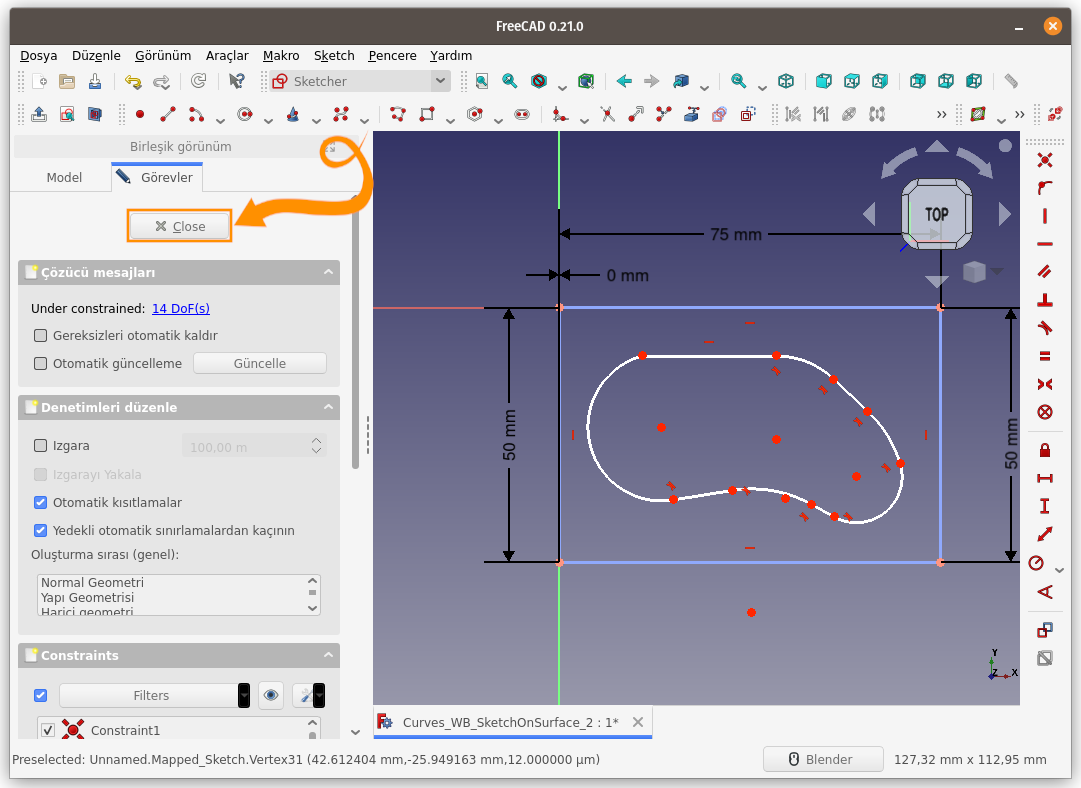 FreeCAD 0.21.0
Dosya Düzenle Görünüm Araçlar Makro Sketch Pencere Yardım
Sketcher
Birleşik görünüm
Model Görevler
Close
Çözücü mesajları
Under constrained: 14 DoF(s)
Gereksizleri otomatik kaldır
Otomatik güncelleme Güncelle
Denetimleri düzenle
Izgara 100,00 m
Izgarayı Yakala
Otomatik kısıtlamalar
Yedekli otomatik sınırlamalardan kaçının
Oluşturma sırası (genel):
Normal Geometri
Yapı Geometrisi
Harici geometri
Constraints
Filters
Constraint1
TOP
75 mm
0 mm
50 mm
50 mm
Y
Z X
Curves_WB_SketchOnSurface_2 : 1*
Preselected: Unnamed.Mapped_Sketch.Vertex31 (42.612404 mm,-25.949163 mm,12.000000 µm)
Blender
127,32 mm x 112,95 mm